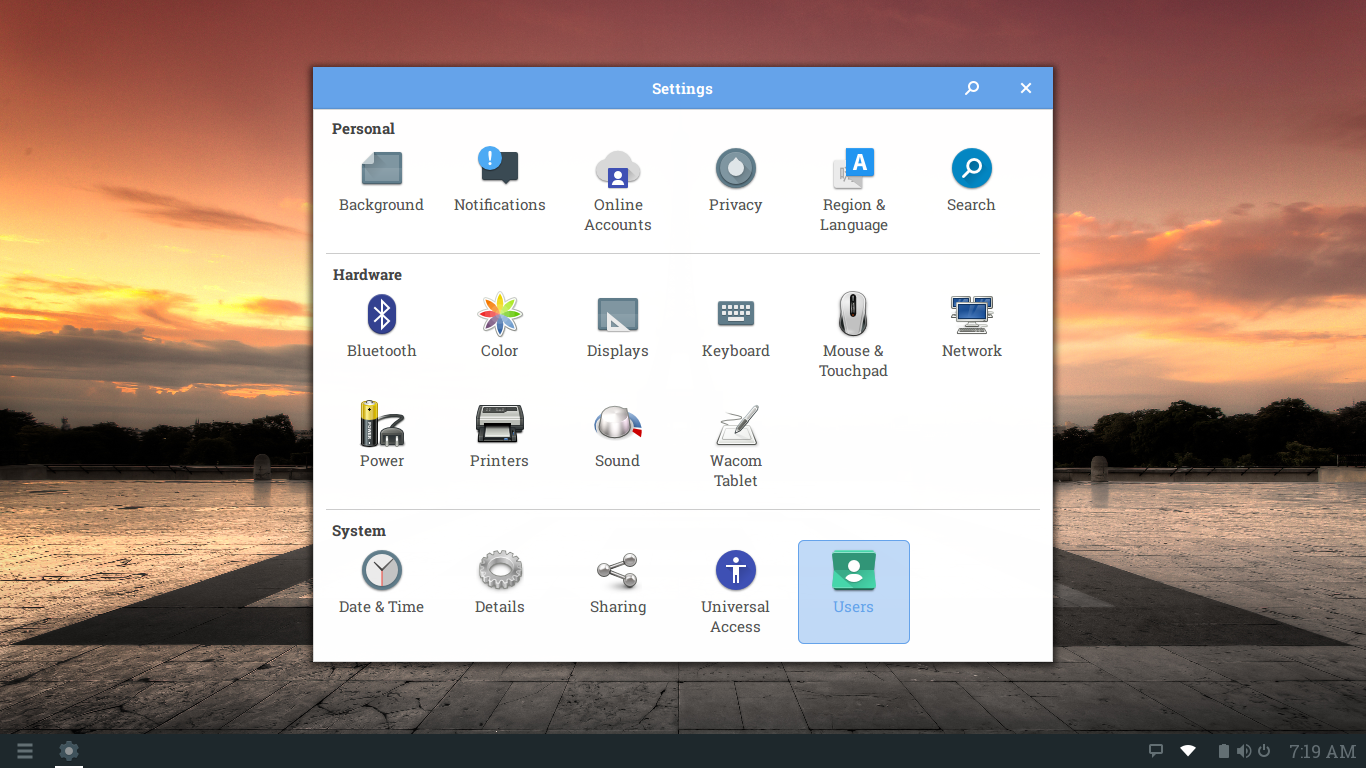 Settings
Personal
Background
Notifications
Online
Accounts
Privacy
Region &
Language
Search
Hardware
Bluetooth
Color
Displays
Keyboard
Mouse &
Touchpad
Network
Power
Printers
Sound
Wacom
Tablet
System
Date & Time
Details
Sharing
Universal
Access
Users
7:19 AM